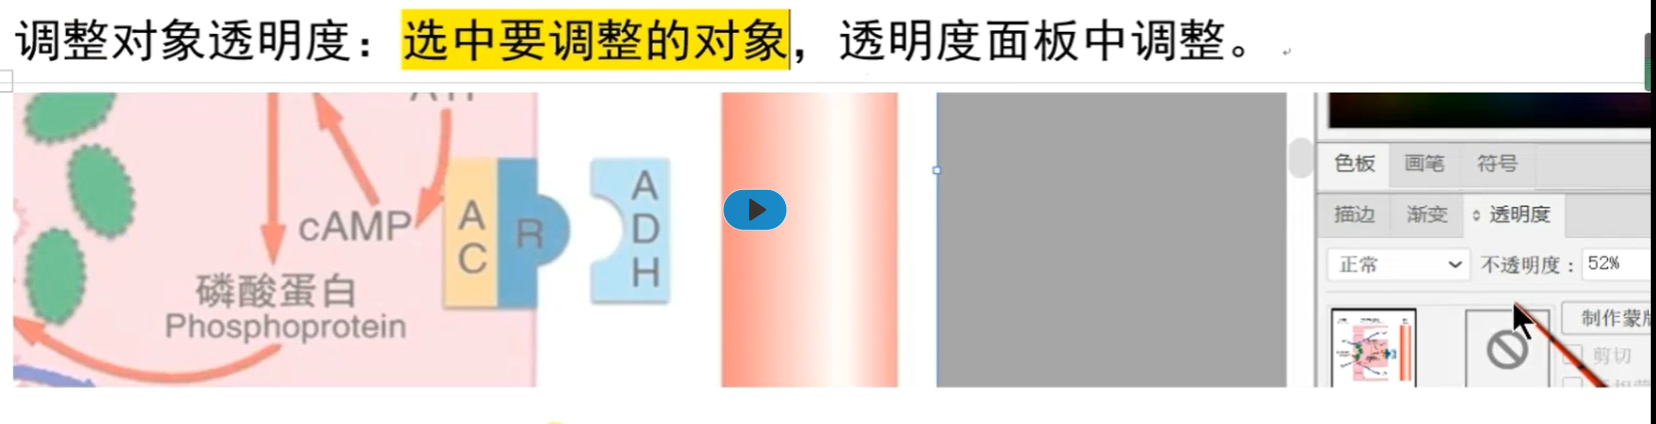 调整对象透明度：选中要调整的对象，透明度面板中调整。
cAMP
A
C
R
A
D
H
磷酸蛋白
Phosphoprotein
色板 画笔 符号
描边 渐变 透明度
正常 不透明度： 52%
制作蒙版
剪切